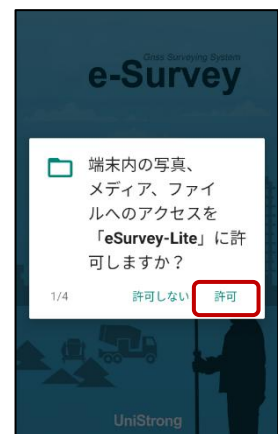 Gnss Surveying System
e-Survey
端末内の写真、
メディア、ファイ
ルへのアクセスを
「eSurvey-Lite」に許
可しますか？
1/4 許可しない 許可
UniStrong